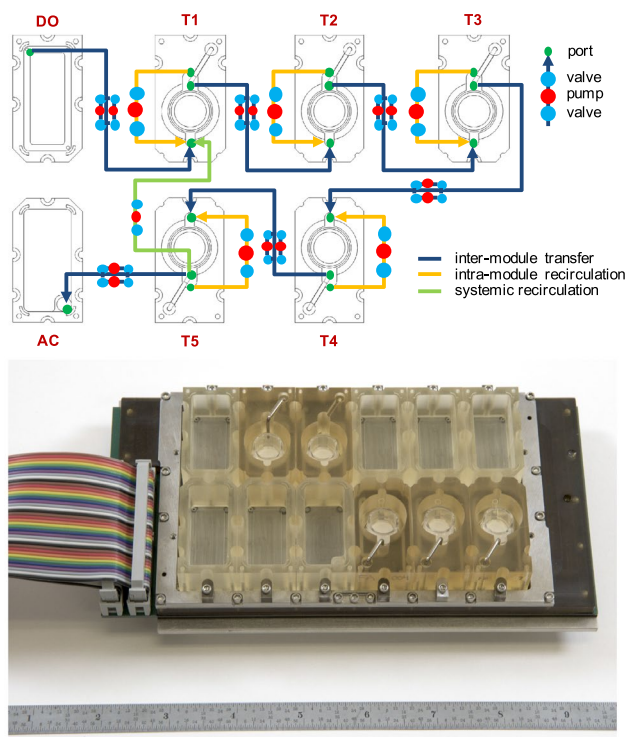 DO T1 T2 T3
port
valve
pump
valve
inter-module transfer
intra-module recirculation
systemic recirculation
AC T5 T4
1 2 3 4 5 6 7 8 9